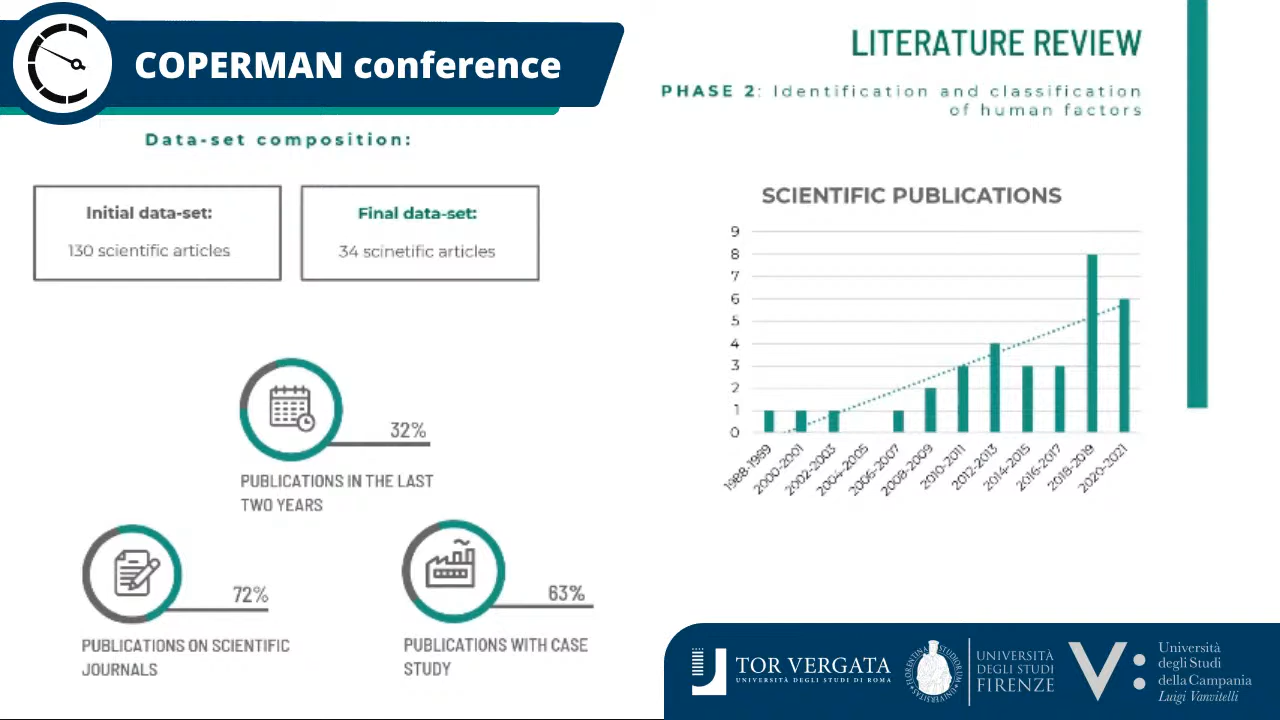 COPERMAN conference
LITERATURE REVIEW
PHASE 2: Identification and classification
of human factors
Data-set composition:
Initial data-set:
130 scientific articles
Final data-set:
34 scinetific articles
32%
PUBLICATIONS IN THE LAST
TWO YEARS
72%
PUBLICATIONS ON SCIENTIFIC
JOURNALS
63%
PUBLICATIONS WITH CASE
STUDY
SCIENTIFIC PUBLICATIONS
9
8
7
6
5
4
3
2
1
0
1988-1989
2000-2001
2002-2003
2004-2005
2006-2007
2008-2009
2010-2011
2012-2013
2014-2015
2016-2017
2018-2019
2020-2021
TOR VERGATA
UNIVERSITÀ DEGLI STUDI DI ROMA
FLORENTINA STUDIORUM UNIVERSITAS
UNIVERSITÀ
DEGLI STUDI
FIRENZE
V:
Università
degli Studi
della Campania
Luigi Vanvitelli